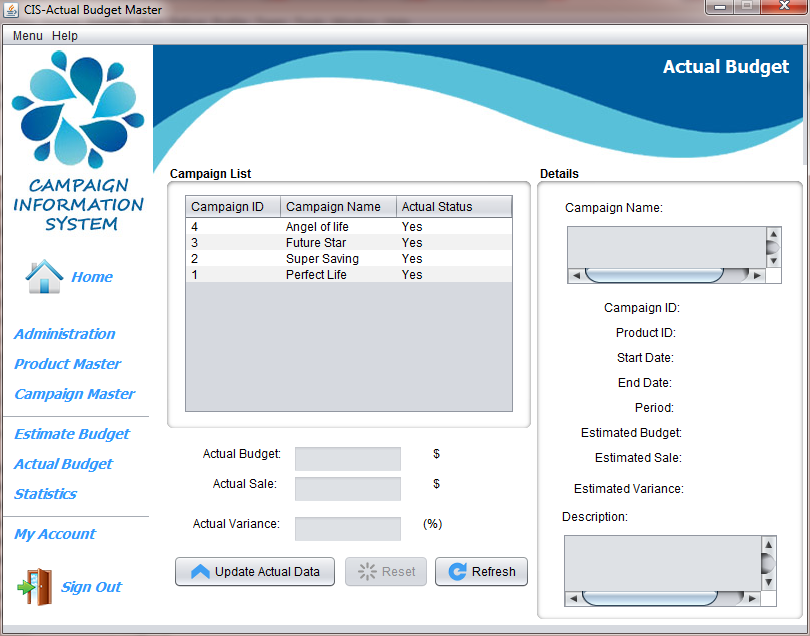 CIS-Actual Budget Master
Menu Help
Actual Budget
CAMPAIGN
INFORMATION
SYSTEM
Home
Administration
Product Master
Campaign Master
Estimate Budget
Actual Budget
Statistics
My Account
Sign Out
Campaign List
Campaign ID Campaign Name Actual Status
4 Angel of life Yes
3 Future Star Yes
2 Super Saving Yes
1 Perfect Life Yes
Actual Budget: $
Actual Sale: $
Actual Variance: (%)
Update Actual Data Reset Refresh
Details
Campaign Name:
Campaign ID:
Product ID:
Start Date:
End Date:
Period:
Estimated Budget:
Estimated Sale:
Estimated Variance:
Description: